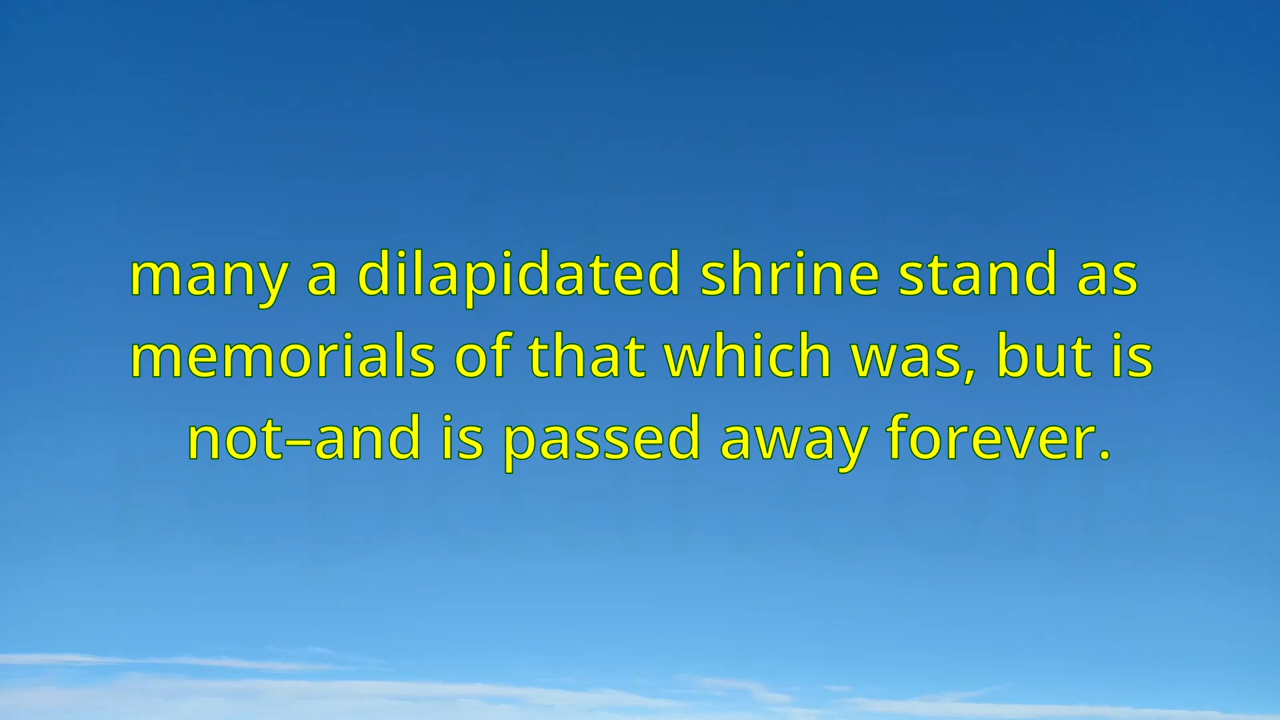 many a dilapidated shrine stand as
memorials of that which was, but is
not–and is passed away forever.